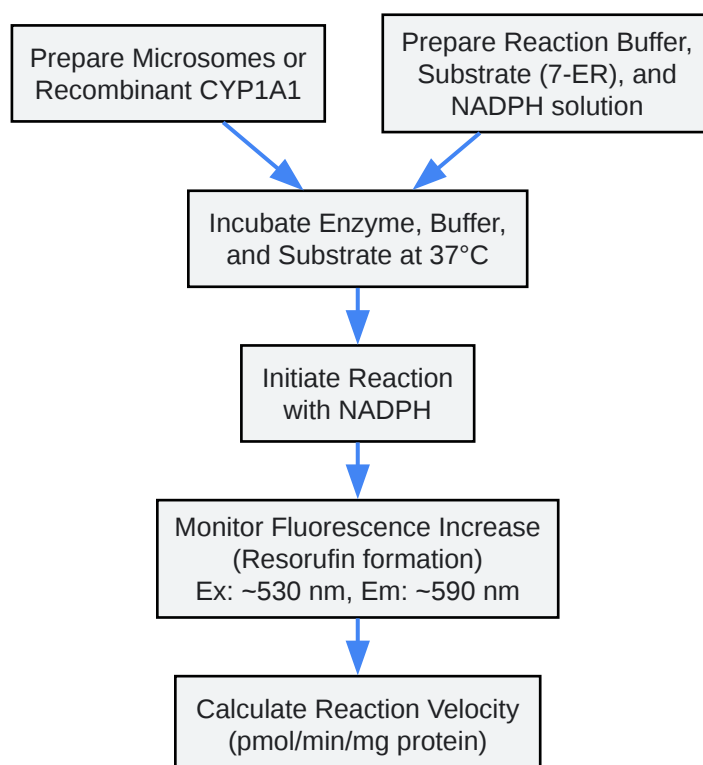 Prepare Microsomes or
Recombinant CYP1A1
Prepare Reaction Buffer,
Substrate (7-ER), and
NADPH solution
Incubate Enzyme, Buffer,
and Substrate at 37°C
Initiate Reaction
with NADPH
Monitor Fluorescence Increase
(Resorufin formation)
Ex: ~530 nm, Em: ~590 nm
Calculate Reaction Velocity
(pmol/min/mg protein)